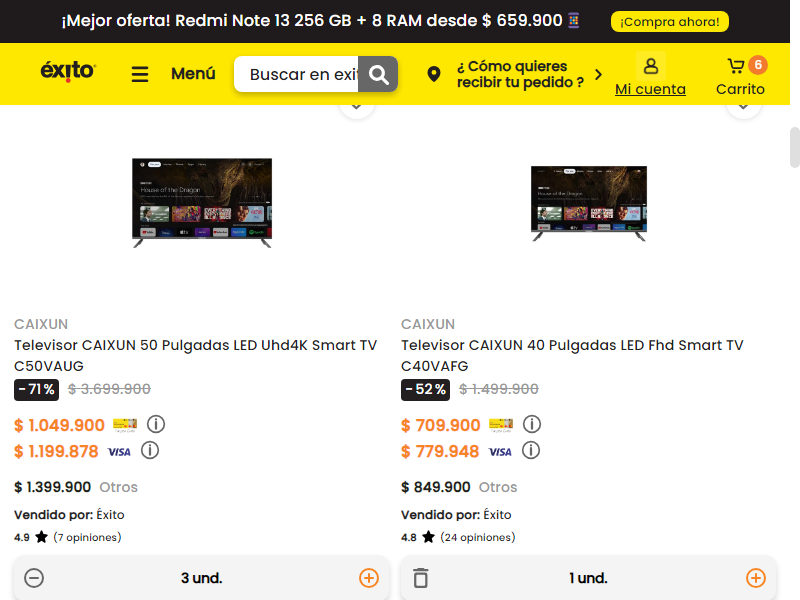 ¡Mejor oferta! Redmi Note 13 256 GB + 8 RAM desde $ 659.900
¡Compra ahora!
éxito
Menú
Buscar en exi
¿ Cómo quieres
recibir tu pedido ?
Mi cuenta
6
Carrito
House of the Dragon
House of the Dragon
CAIXUN
Televisor CAIXUN 50 Pulgadas LED Uhd4K Smart TV
C50VAUG
-71% $ 3.699.900
$ 1.049.900
$ 1.199.878 VISA
$ 1.399.900 Otros
Vendido por: Éxito
4.9 (7 opiniones)
3 und.
CAIXUN
Televisor CAIXUN 40 Pulgadas LED Fhd Smart TV
C40VAFG
-52% $ 1.499.900
$ 709.900
$ 779.948 VISA
$ 849.900 Otros
Vendido por: Éxito
4.8 (24 opiniones)
1 und.